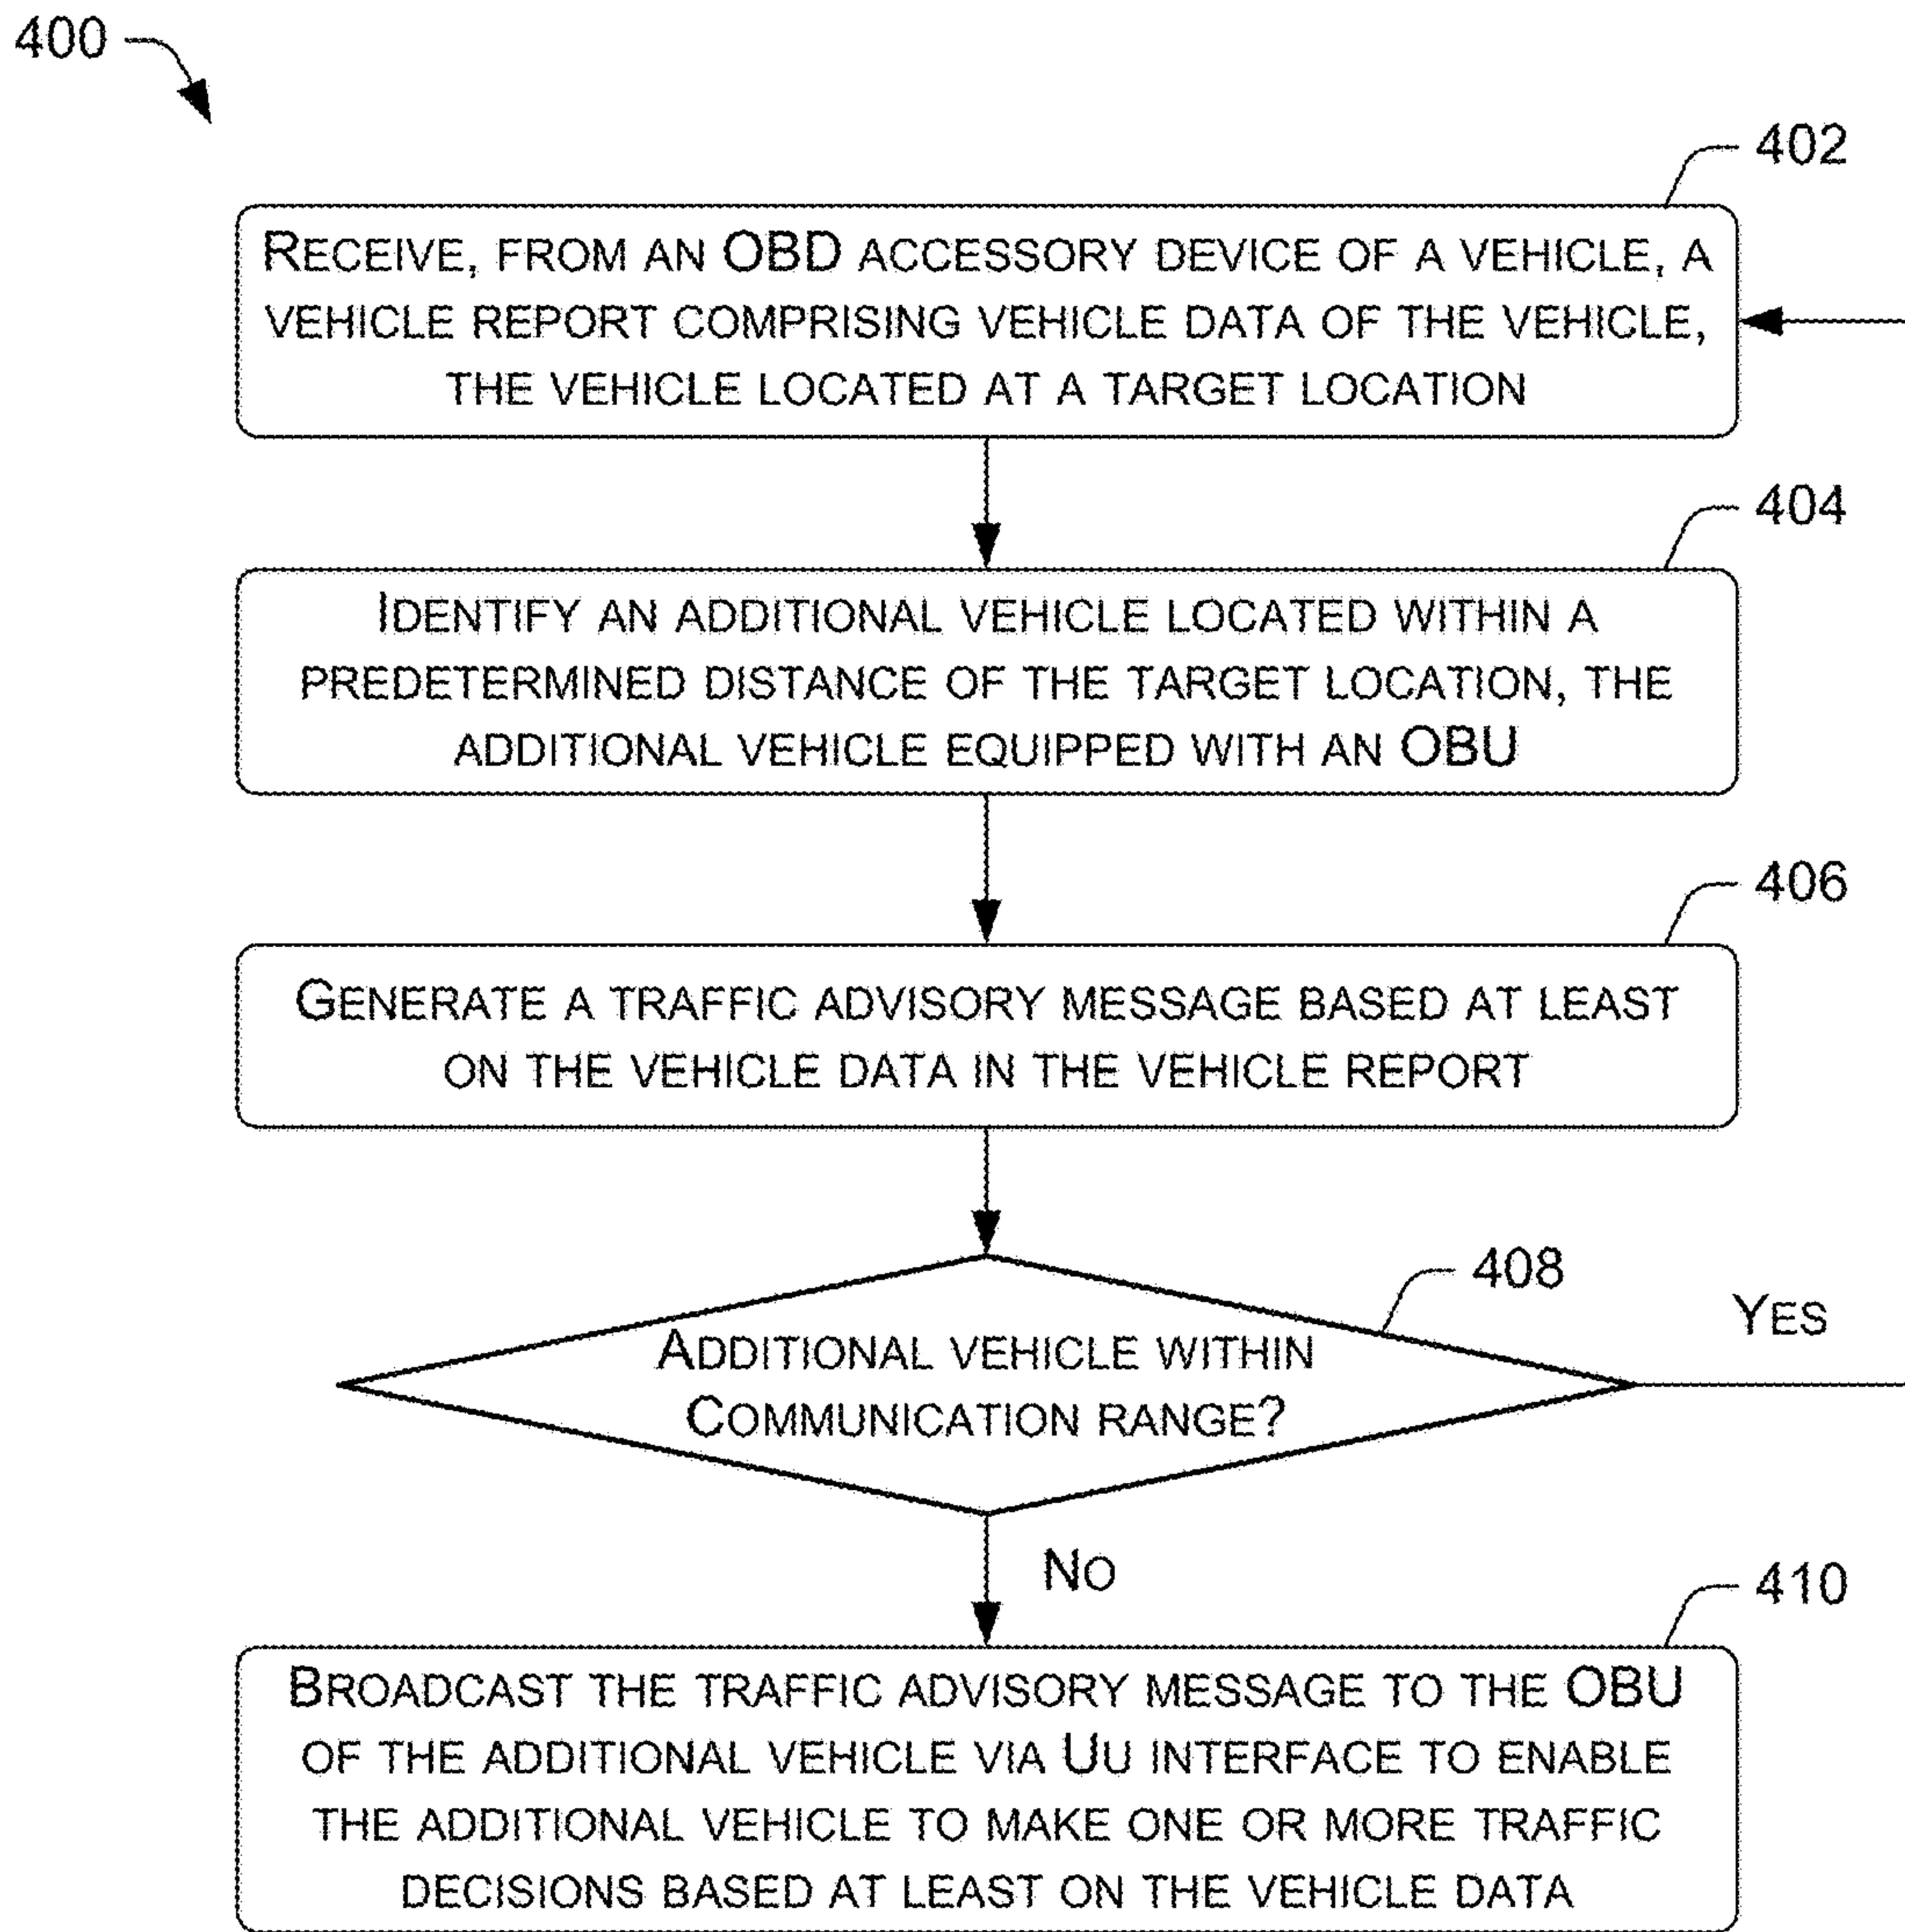 400
402
RECEIVE, FROM AN OBD ACCESSORY DEVICE OF A VEHICLE, A
VEHICLE REPORT COMPRISING VEHICLE DATA OF THE VEHICLE,
THE VEHICLE LOCATED AT A TARGET LOCATION
404
IDENTIFY AN ADDITIONAL VEHICLE LOCATED WITHIN A
PREDETERMINED DISTANCE OF THE TARGET LOCATION, THE
ADDITIONAL VEHICLE EQUIPPED WITH AN OBU
406
GENERATE A TRAFFIC ADVISORY MESSAGE BASED AT LEAST
ON THE VEHICLE DATA IN THE VEHICLE REPORT
408
YES
ADDITIONAL VEHICLE WITHIN
COMMUNICATION RANGE?
NO
410
BROADCAST THE TRAFFIC ADVISORY MESSAGE TO THE OBU
OF THE ADDITIONAL VEHICLE VIA UU INTERFACE TO ENABLE
THE ADDITIONAL VEHICLE TO MAKE ONE OR MORE TRAFFIC
DECISIONS BASED AT LEAST ON THE VEHICLE DATA